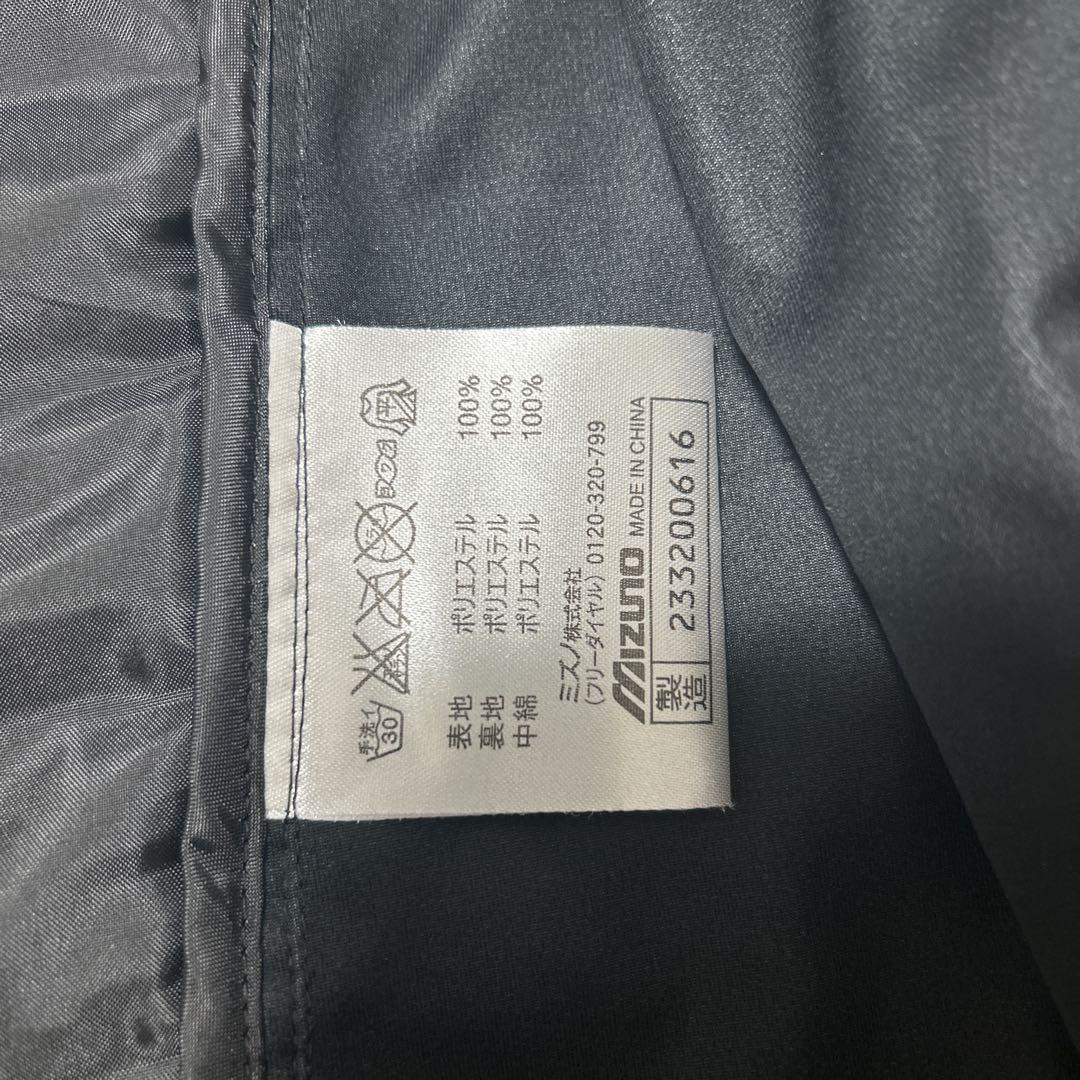 手洗イ
30
平
表地 ポリエステル 100%
裏地 ポリエステル 100%
中綿 ポリエステル 100%
ミズノ株式会社
(フリーダイヤル) 0120-320-799
MIZUNO MADE IN CHINA
製造 233200616